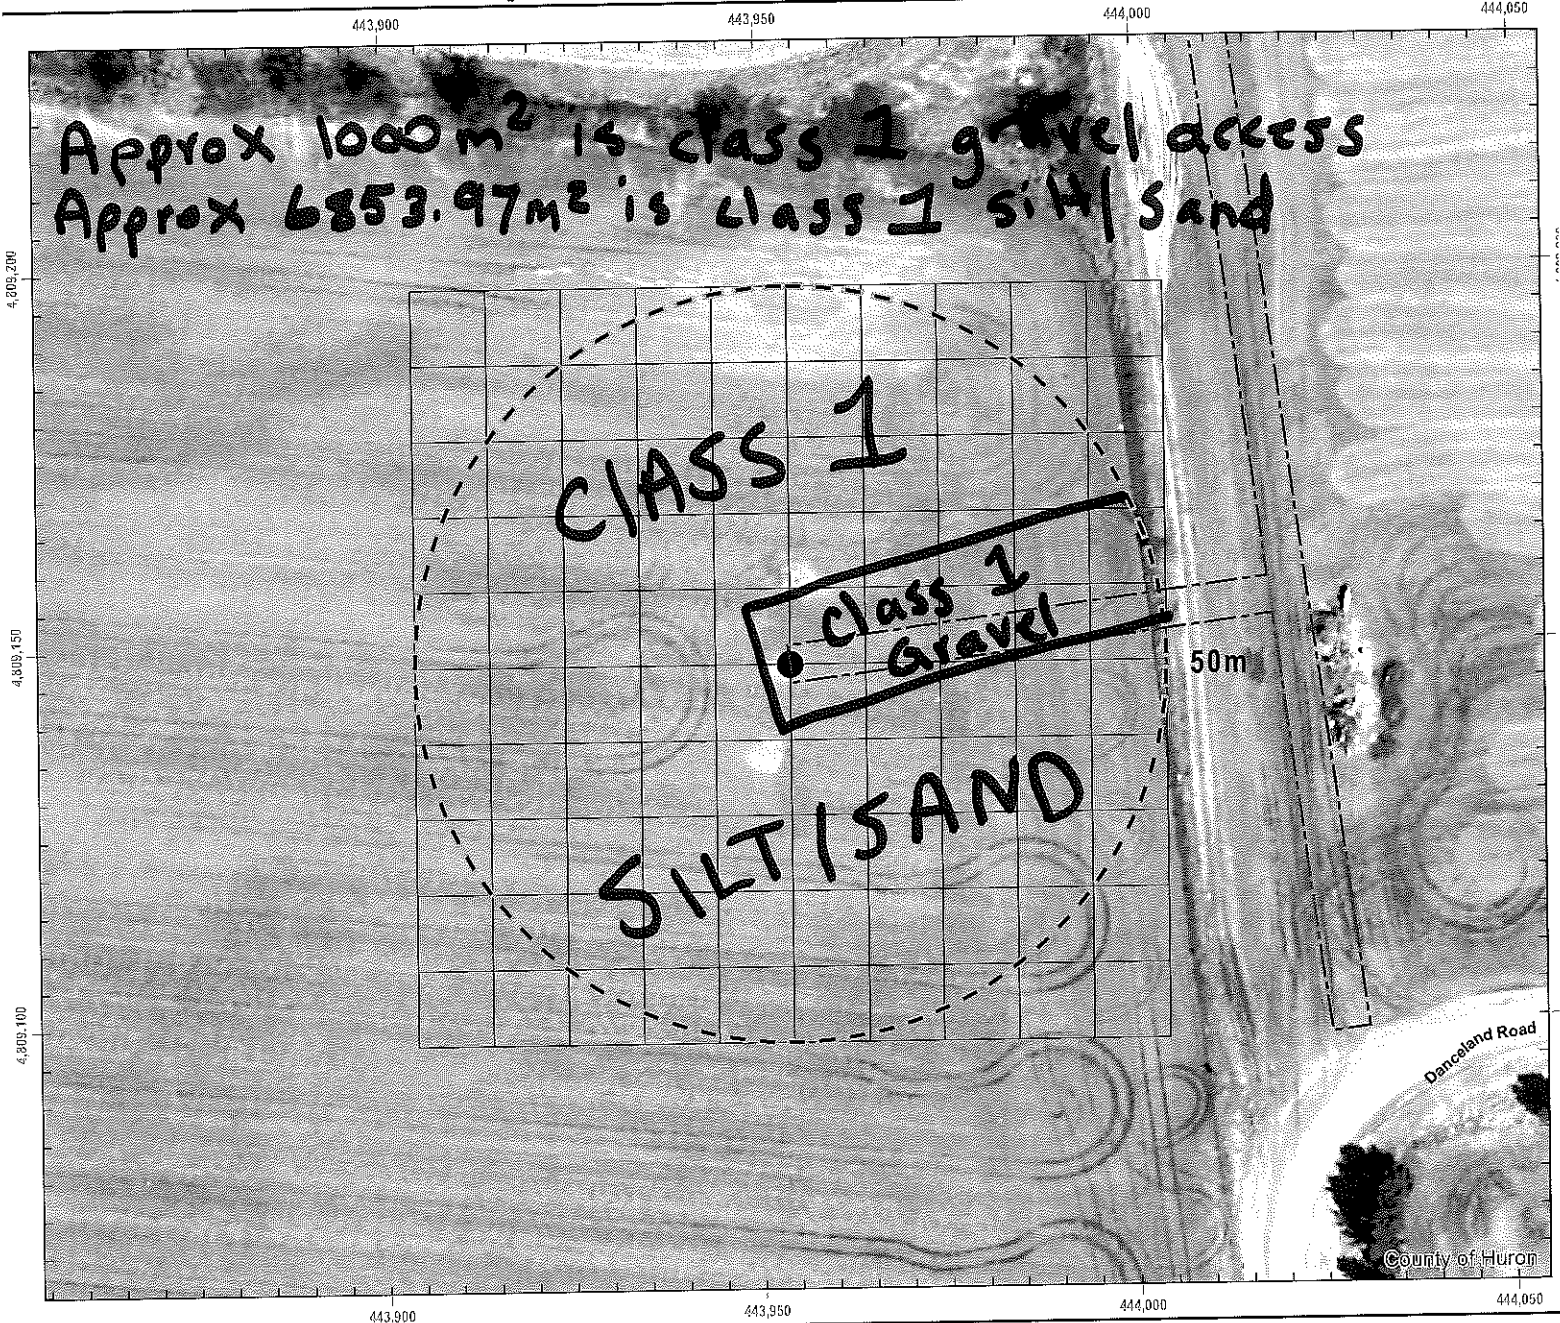 443,900 443,950 444,000 444,050
Approx 1000m² is class 1 gravel access
Approx 6853.97m² is class 1 silt/sand
4,809,200
CLASS 1
Class 1
Gravel
4,809,150
50m
SILT/SAND
4,809,100
Danceland Road
County of Huron
443,900 443,950 444,000 444,050